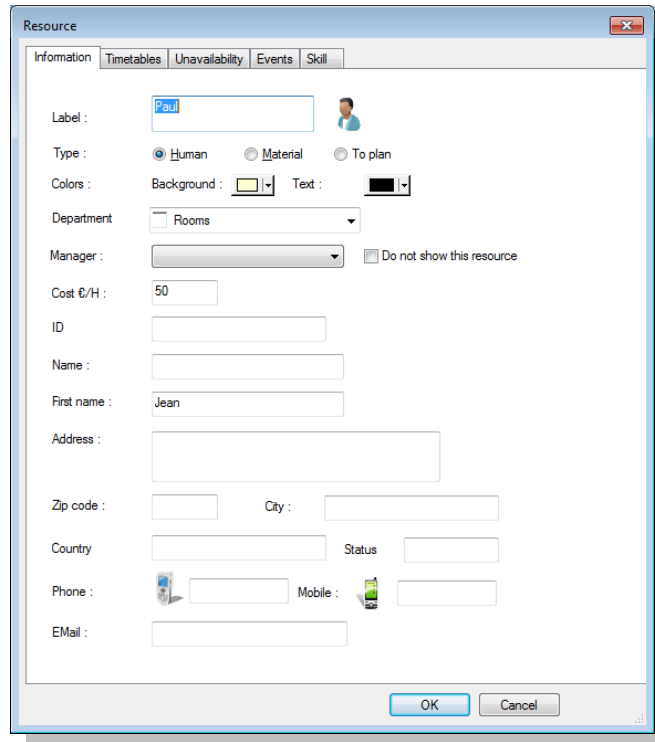 Resource
Information Timetables Unavailability Events Skill
Label : Paul
Type : Human Material To plan
Colors : Background : Text :
Department Rooms
Manager : Do not show this resource
Cost €/H : 50
ID
Name :
First name : Jean
Address :
Zip code : City :
Country Status
Phone : Mobile :
EMail :
OK Cancel